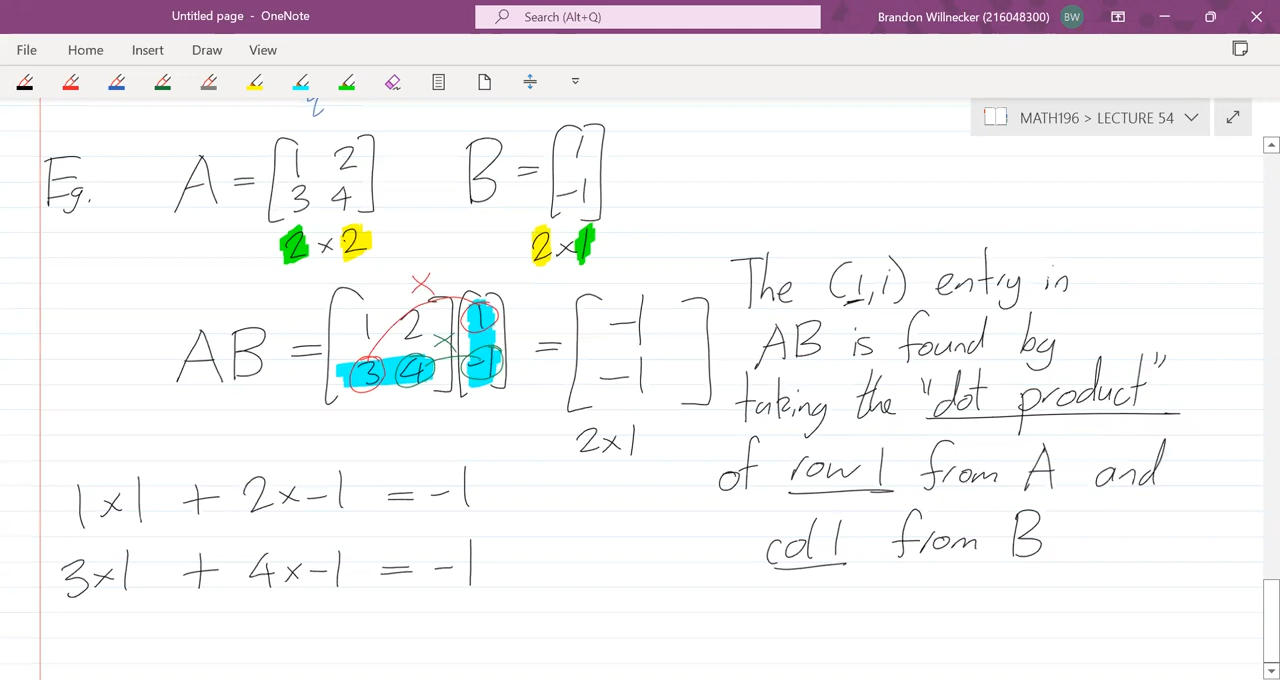 Untitled page - OneNote
Search (Alt+Q)
Brandon Willnecker (216048300) BW
File Home Insert Draw View
MATH196 > LECTURE 54
Eg. A = [1 2
3 4] B = [1
-1]
2 × 2 2 × 1
AB = [1 2
3 4] [1
-1] = [-1
-1]
× ×
2×1
1×1 + 2×-1 = -1
3×1 + 4×-1 = -1
The (1,1) entry in
AB is found by
taking the "dot product"
of row 1 from A and
col 1 from B